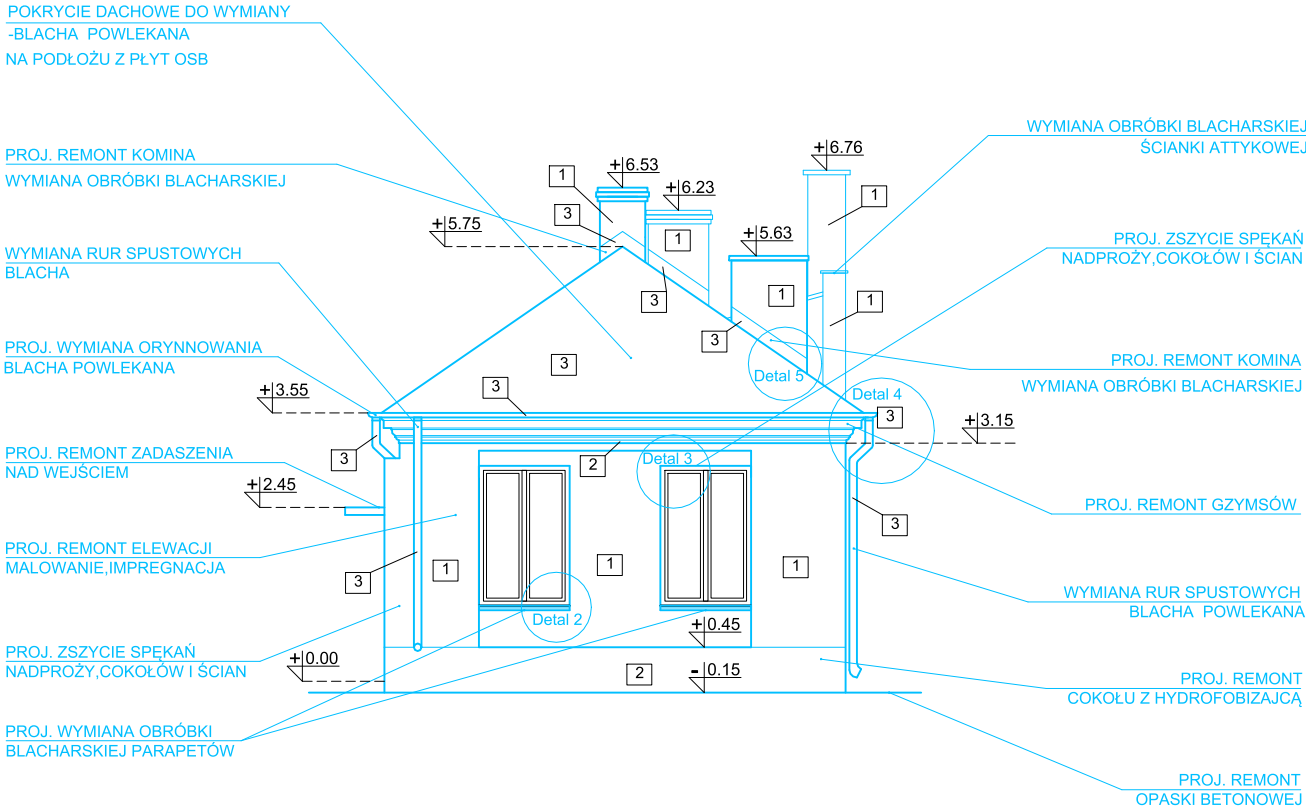 POKRYCIE DACHOWE DO WYMIANY
-BLACHA POWLEKANA
NA PODŁOŻU Z PŁYT OSB
PROJ. REMONT KOMINA
WYMIANA OBRÓBKI BLACHARSKIEJ
WYMIANA RUR SPUSTOWYCH
BLACHA
PROJ. WYMIANA ORYNNOWANIA
BLACHA POWLEKANA
PROJ. REMONT ZADASZENIA
NAD WEJŚCIEM
PROJ. REMONT ELEWACJI
MALOWANIE,IMPREGNACJA
PROJ. ZSZYCIE SPĘKAŃ
NADPROŻY,COKOŁÓW I ŚCIAN
PROJ. WYMIANA OBRÓBKI
BLACHARSKIEJ PARAPETÓW
+6.53
+6.23
+6.76
+5.75
+5.63
+3.55
+3.15
+2.45
+0.45
+0.00
-0.15
1
3
1
1
3
1
3
1
3
3
3
3
2
3
3
1
1
1
2
Detal 5
Detal 4
Detal 3
Detal 2
WYMIANA OBRÓBKI BLACHARSKIEJ
ŚCIANKI ATTYKOWEJ
PROJ. ZSZYCIE SPĘKAŃ
NADPROŻY,COKOŁÓW I ŚCIAN
PROJ. REMONT KOMINA
WYMIANA OBRÓBKI BLACHARSKIEJ
PROJ. REMONT GZYMSÓW
WYMIANA RUR SPUSTOWYCH
BLACHA POWLEKANA
PROJ. REMONT
COKOŁU Z HYDROFOBIZAJCĄ
PROJ. REMONT
OPASKI BETONOWEJ